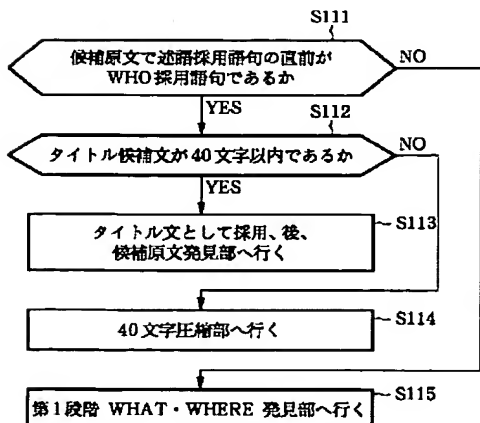 S111
候補原文で述語採用語句の直前が
WHO採用語句であるか
NO
YES
S112
タイトル候補文が40文字以内であるか
NO
YES
S113
タイトル文として採用、後、
候補原文発見部へ行く
S114
40文字圧縮部へ行く
S115
第1段階 WHAT・WHERE 発見部へ行く